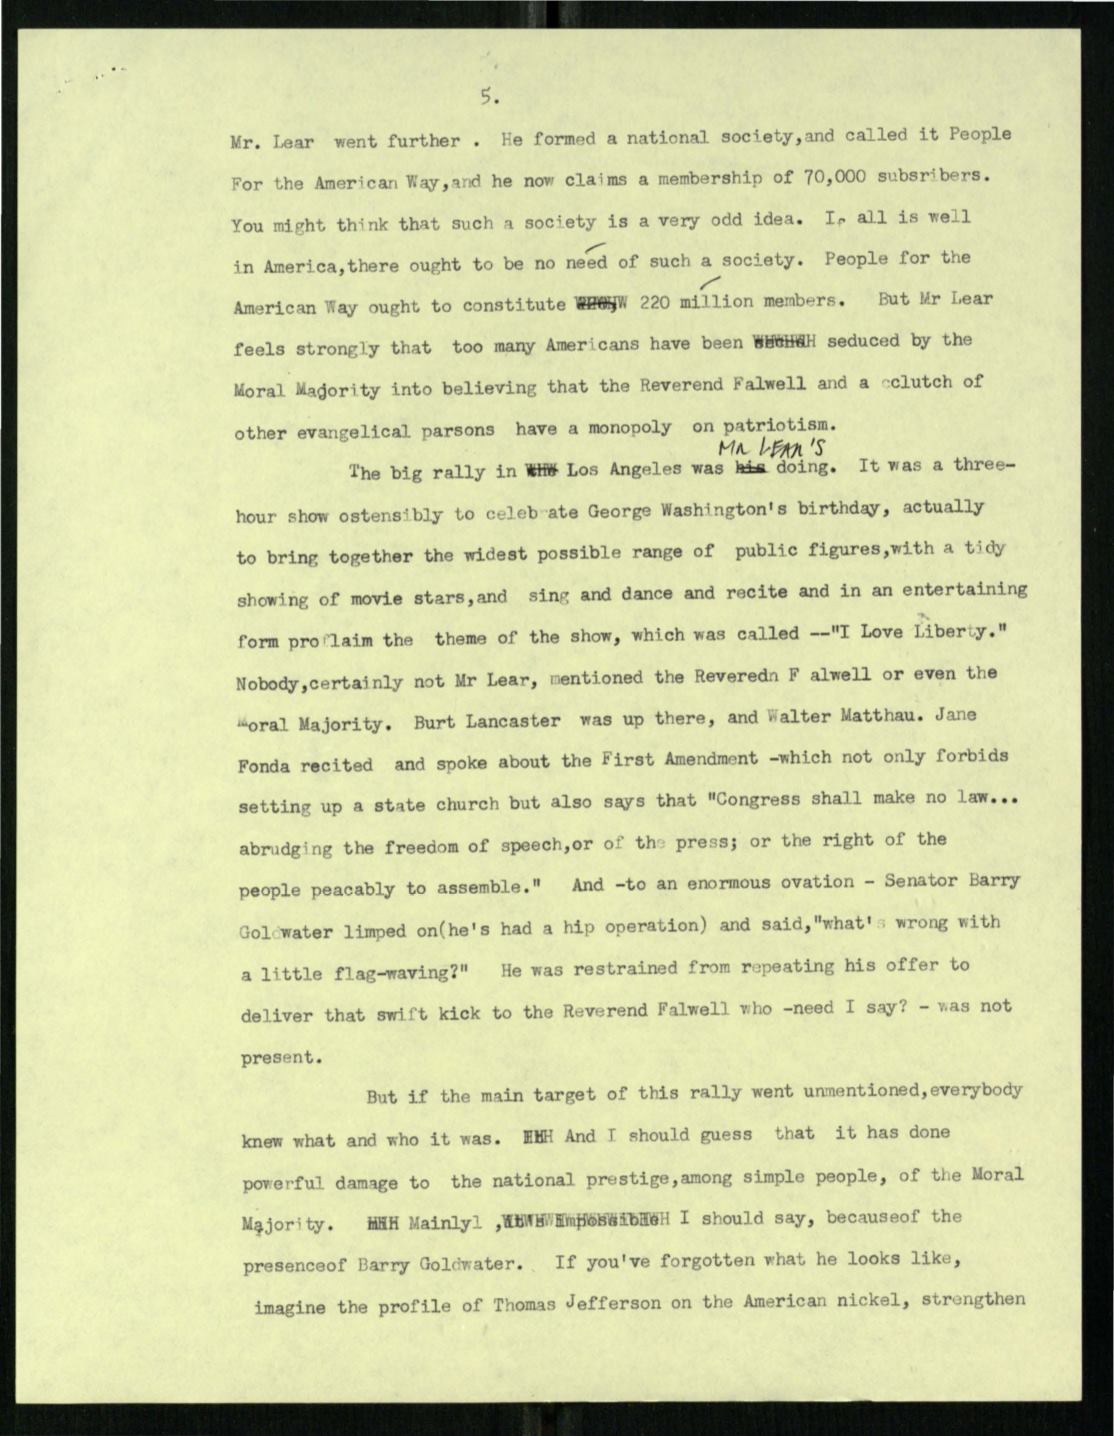 5.
Mr. Lear went further . He formed a national society,and called it People
For the American Way,and he now claims a membership of 70,000 subsribers.
You might think that such a society is a very odd idea. If all is well
in America,there ought to be no need of such a society. People for the
American Way ought to constitute 220 million members. But Mr Lear
feels strongly that too many Americans have been seduced by the
Moral Majority into believing that the Reverend Falwell and a cclutch of
other evangelical parsons have a monopoly on patriotism.
MR LEAR'S
The big rally in Los Angeles was his doing. It was a three-
hour show ostensibly to celeb ate George Washington's birthday, actually
to bring together the widest possible range of public figures,with a tidy
showing of movie stars,and sing and dance and recite and in an entertaining
form proclaim the theme of the show, which was called --"I Love Liberty."
Nobody,certainly not Mr Lear, mentioned the Reveredn F alwell or even the
Moral Majority. Burt Lancaster was up there, and Walter Matthau. Jane
Fonda recited and spoke about the First Amendment -which not only forbids
setting up a state church but also says that "Congress shall make no law...
abrudging the freedom of speech,or of the press; or the right of the
people peacably to assemble." And -to an enormous ovation - Senator Barry
Goldwater limped on(he's had a hip operation) and said,"what's wrong with
a little flag-waving?" He was restrained from repeating his offer to
deliver that swift kick to the Reverend Falwell who -need I say? - was not
present.
But if the main target of this rally went unmentioned,everybody
knew what and who it was. And I should guess that it has done
powerful damage to the national prestige,among simple people, of the Moral
Majority. Mainlyl , I should say, becauseof the
presenceof Barry Goldwater. If you've forgotten what he looks like,
imagine the profile of Thomas Jefferson on the American nickel, strengthen